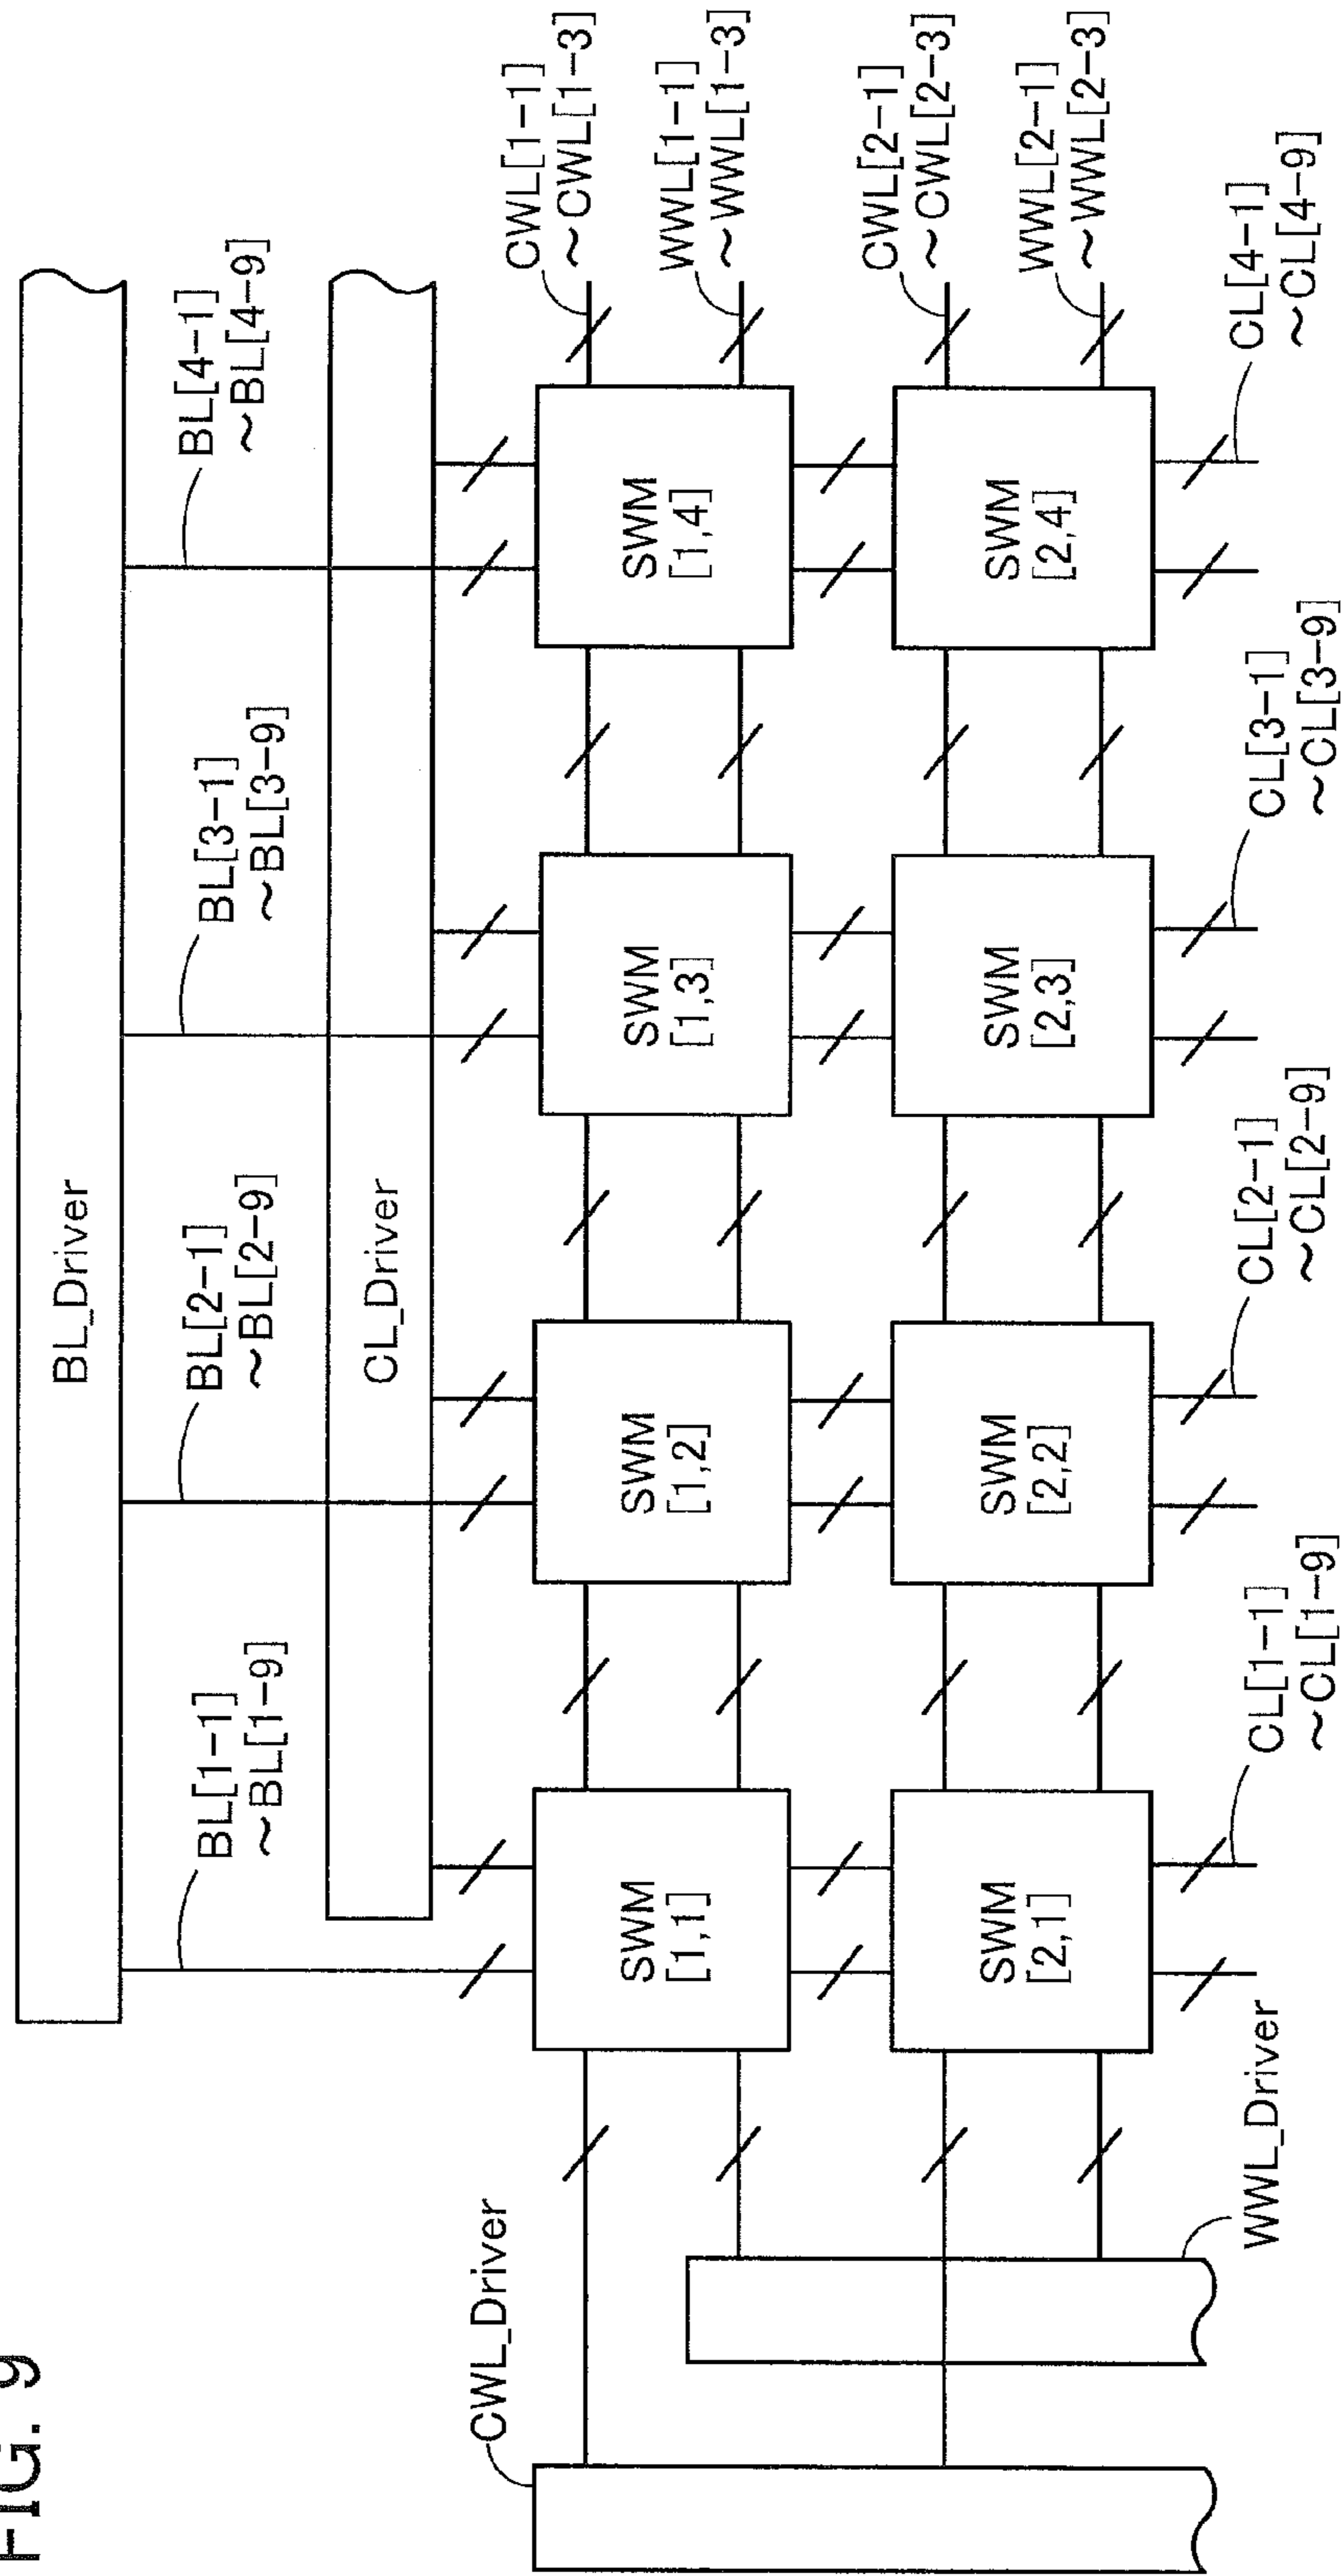 FIG. 9
BL_Driver
BL[1-1]
~BL[1-9]
BL[2-1]
~BL[2-9]
BL[3-1]
~BL[3-9]
BL[4-1]
~BL[4-9]
CL_Driver
CWL_Driver
CWL[1-1]
~CWL[1-3]
SWM
[1,1]
SWM
[1,2]
SWM
[1,3]
SWM
[1,4]
WWL[1-1]
~WWL[1-3]
CWL[2-1]
~CWL[2-3]
SWM
[2,1]
SWM
[2,2]
SWM
[2,3]
SWM
[2,4]
WWL[2-1]
~WWL[2-3]
WWL_Driver
CL[1-1]
~CL[1-9]
CL[2-1]
~CL[2-9]
CL[3-1]
~CL[3-9]
CL[4-1]
~CL[4-9]